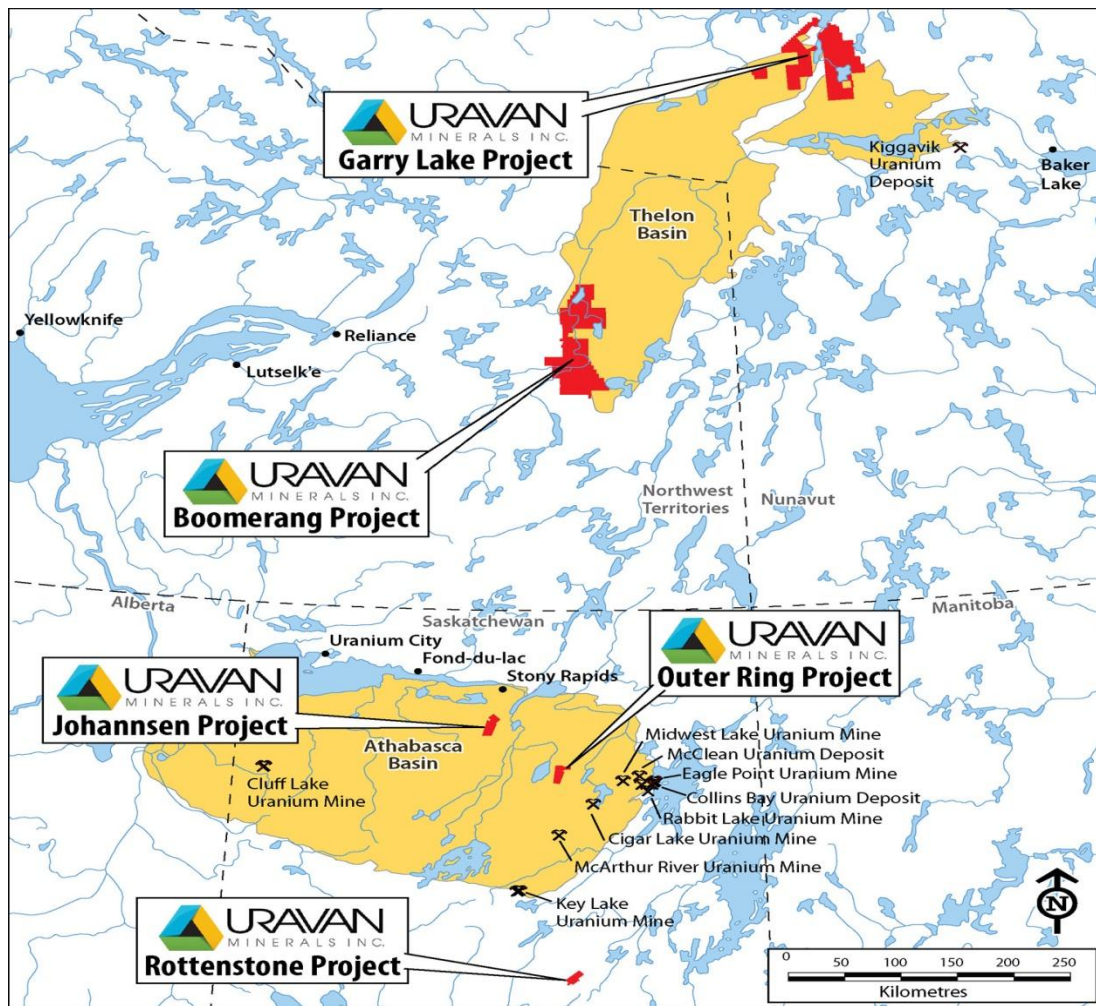 URAVAN
MINERALS INC.
Garry Lake Project
Kiggavik
Uranium
Deposit
Baker
Lake
Thelon
Basin
Yellowknife
Reliance
Lutselk'e
URAVAN
MINERALS INC.
Boomerang Project
Northwest
Territories
Nunavut
Alberta
Saskatchewan
Manitoba
Uranium City
Fond-du-lac
Stony Rapids
URAVAN
MINERALS INC.
Outer Ring Project
URAVAN
MINERALS INC.
Johannsen Project
Athabasca
Basin
Cluff Lake
Uranium Mine
Midwest Lake Uranium Mine
McClean Uranium Deposit
Eagle Point Uranium Mine
Collins Bay Uranium Deposit
Rabbit Lake Uranium Mine
Cigar Lake Uranium Mine
McArthur River Uranium Mine
Key Lake
Uranium Mine
URAVAN
MINERALS INC.
Rottenstone Project
N
0 50 100 150 200 250
Kilometres